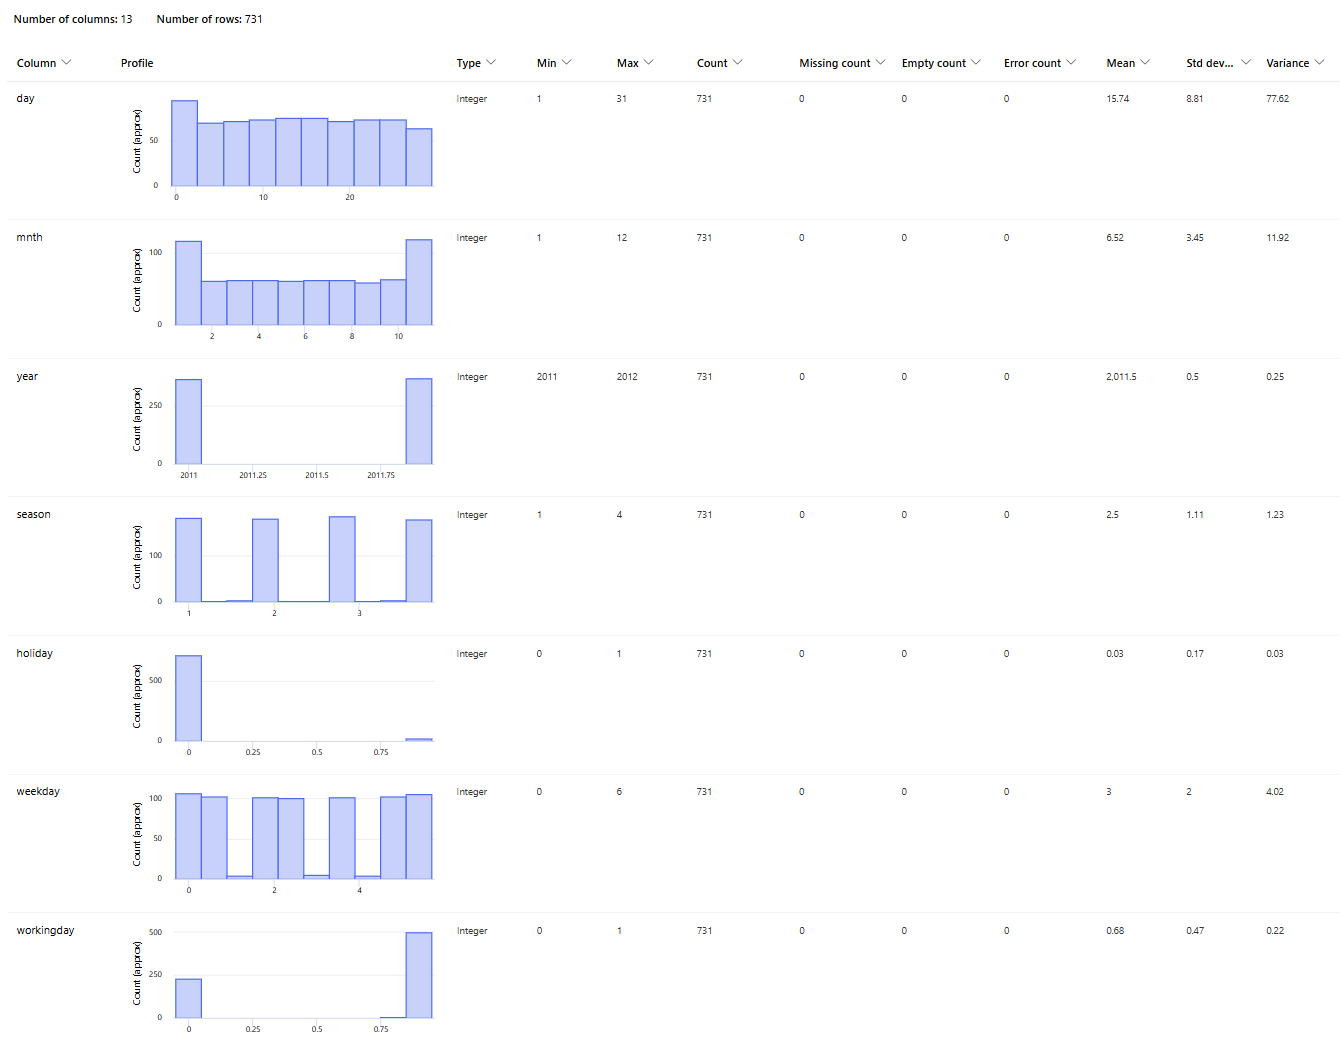 Number of columns: 13 Number of rows: 731
Column Profile Type Min Max Count Missing count Empty count Error count Mean Std dev... Variance
day Integer 1 31 731 0 0 0 15.74 8.81 77.62
Count (approx)
50
0
0 10 20
mnth Integer 1 12 731 0 0 0 6.52 3.45 11.92
Count (approx)
100
0
2 4 6 8 10
year Integer 2011 2012 731 0 0 0 2,011.5 0.5 0.25
Count (approx)
250
0
2011 2011.25 2011.5 2011.75
season Integer 1 4 731 0 0 0 2.5 1.11 1.23
Count (approx)
100
0
1 2 3
holiday Integer 0 1 731 0 0 0 0.03 0.17 0.03
Count (approx)
500
0
0 0.25 0.5 0.75
weekday Integer 0 6 731 0 0 0 3 2 4.02
Count (approx)
100
50
0
0 2 4
workingday Integer 0 1 731 0 0 0 0.68 0.47 0.22
Count (approx)
500
250
0
0 0.25 0.5 0.75